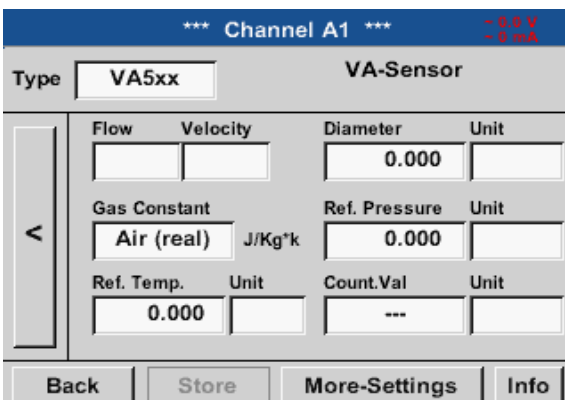 *** Channel A1 ***
~ 0.0 V
~ 0 mA
Type VA5xx VA-Sensor
Flow Velocity Diameter Unit
0.000
Gas Constant Ref. Pressure Unit
< Air (real) J/Kg*k 0.000
Ref. Temp. Unit Count.Val Unit
0.000 ---
Back Store More-Settings Info